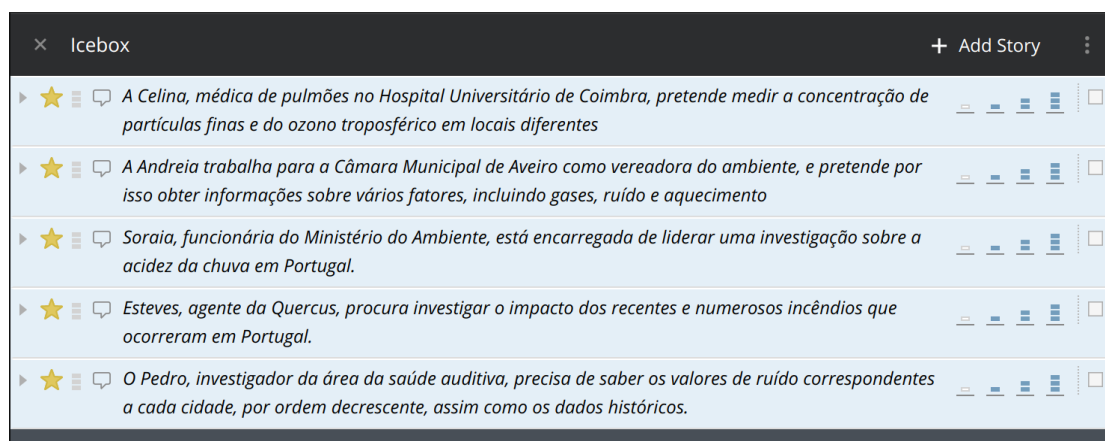 Icebox
+ Add Story
A Celina, médica de pulmões no Hospital Universitário de Coimbra, pretende medir a concentração de
partículas finas e do ozono troposférico em locais diferentes
A Andreia trabalha para a Câmara Municipal de Aveiro como vereadora do ambiente, e pretende por
isso obter informações sobre vários fatores, incluindo gases, ruído e aquecimento
Soraia, funcionária do Ministério do Ambiente, está encarregada de liderar uma investigação sobre a
acidez da chuva em Portugal.
Esteves, agente da Quercus, procura investigar o impacto dos recentes e numerosos incêndios que
ocorreram em Portugal.
O Pedro, investigador da área da saúde auditiva, precisa de saber os valores de ruído correspondentes
a cada cidade, por ordem decrescente, assim como os dados históricos.